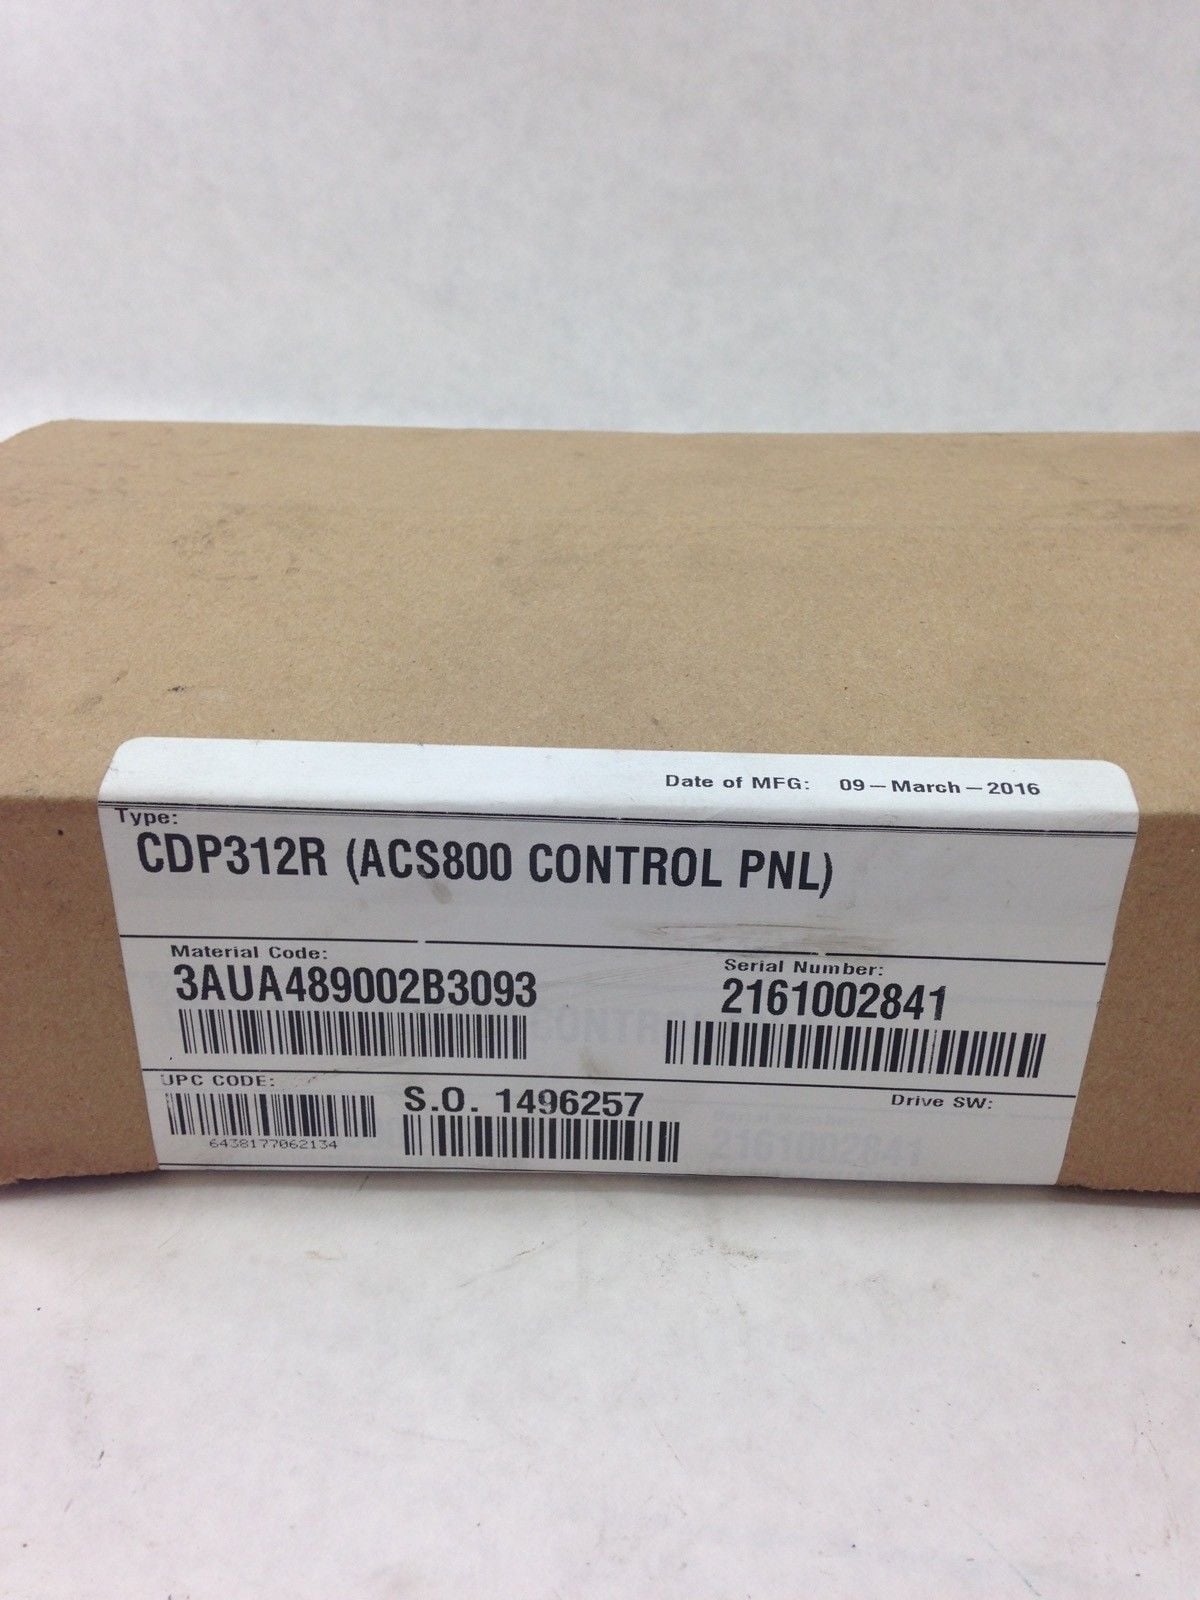 Date of MFG: 09-March-2016
Type:
CDP312R (ACS800 CONTROL PNL)
Material Code:
3AUA489002B3093
Serial Number:
2161002841
UPC CODE:
6438177062134
S.O. 1496257
Drive SW: